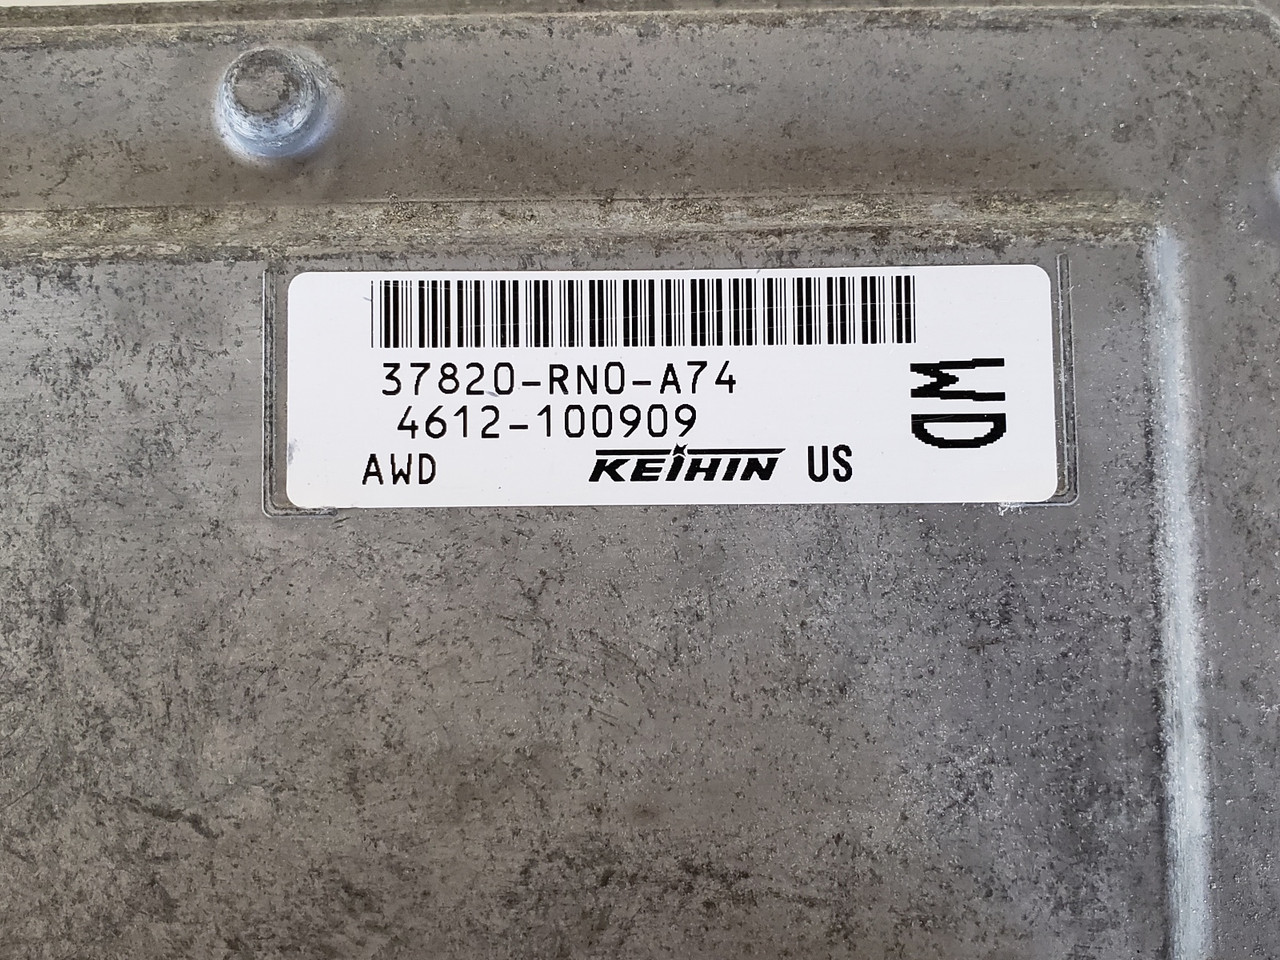 37820-RN0-A74
4612-100909
AWD KEIHIN US
WD